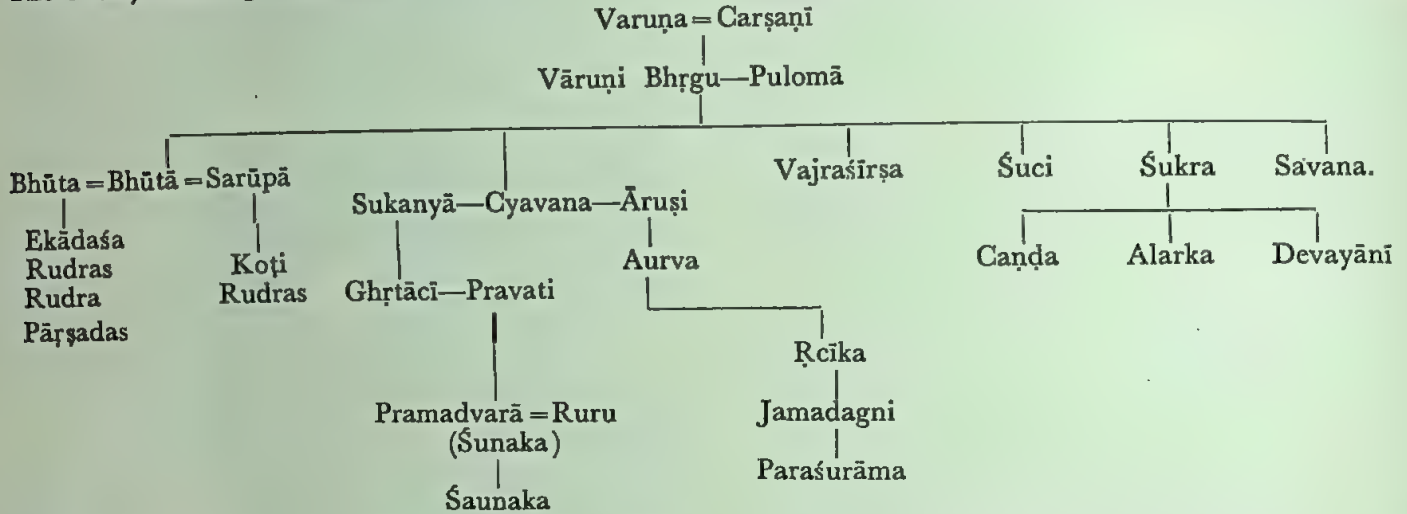 Varuṇa = Carṣaṇī
Vāruṇi Bhṛgu—Pulomā
Bhūta = Bhūtā = Sarūpā
Vajraśīrṣa Śuci Śukra Savana.
Sukanyā—Cyavana—Āruṣi
Ekādaśa
Rudras
Rudra
Pārṣadas
Koṭi
Rudras
Aurva
Caṇḍa Alarka Devayānī
Ghṛtācī—Pravati
Ṛcīka
Pramadvarā = Ruru
(Śunaka)
Jamadagni
Śaunaka
Paraśurāma